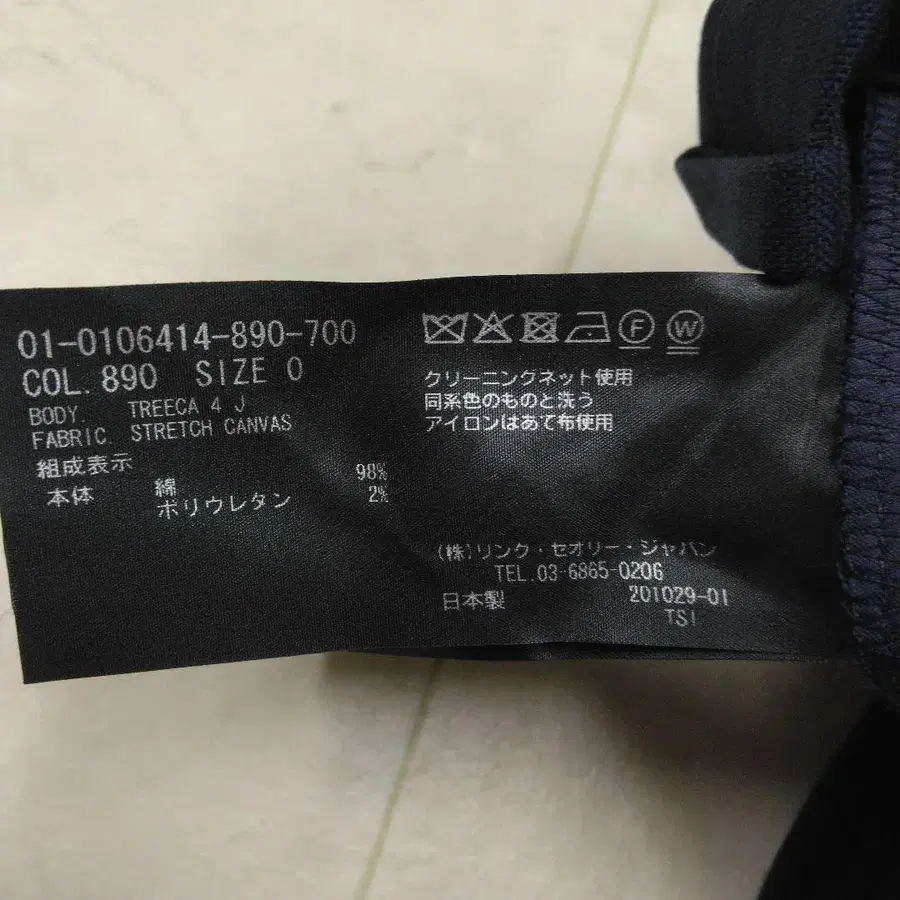 01-0106414-890-700
COL. 890 SIZE 0
BODY. TREECA 4 J
FABRIC. STRETCH CANVAS
組成表示
本体 綿 98%
ポリウレタン 2%
F W
クリーニングネット使用
同系色のものと洗う
アイロンはあて布使用
(株)リンク・セオリー・ジャパン
TEL.03-6865-0206
日本製 201029-01
TSI